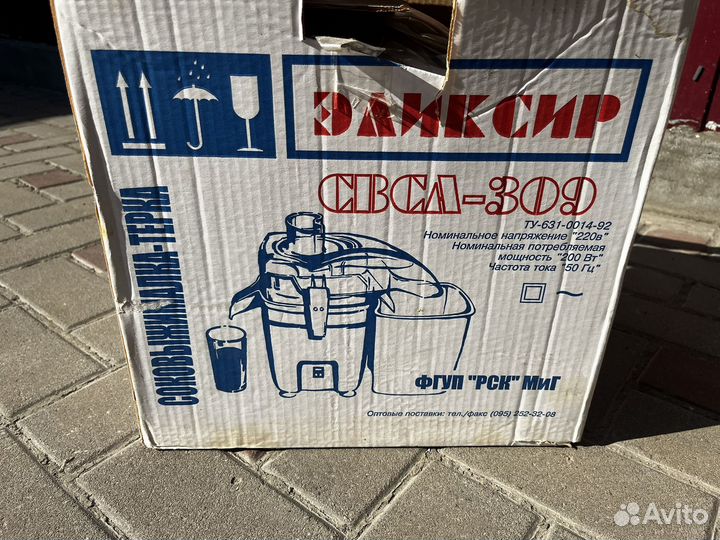 ЭЛИКСИР
СВСА-309
ТУ-631-0014-92
Номинальное напряжение "220в"
Номинальная потребляемая
мощность "200 Вт"
Частота тока "50 Гц"
СОКОВЫЖИМАЛКА-ТЕРКА
ФГУП "РСК" МиГ
Оптовые поставки: тел./факс (095) 252-32-08
Avito